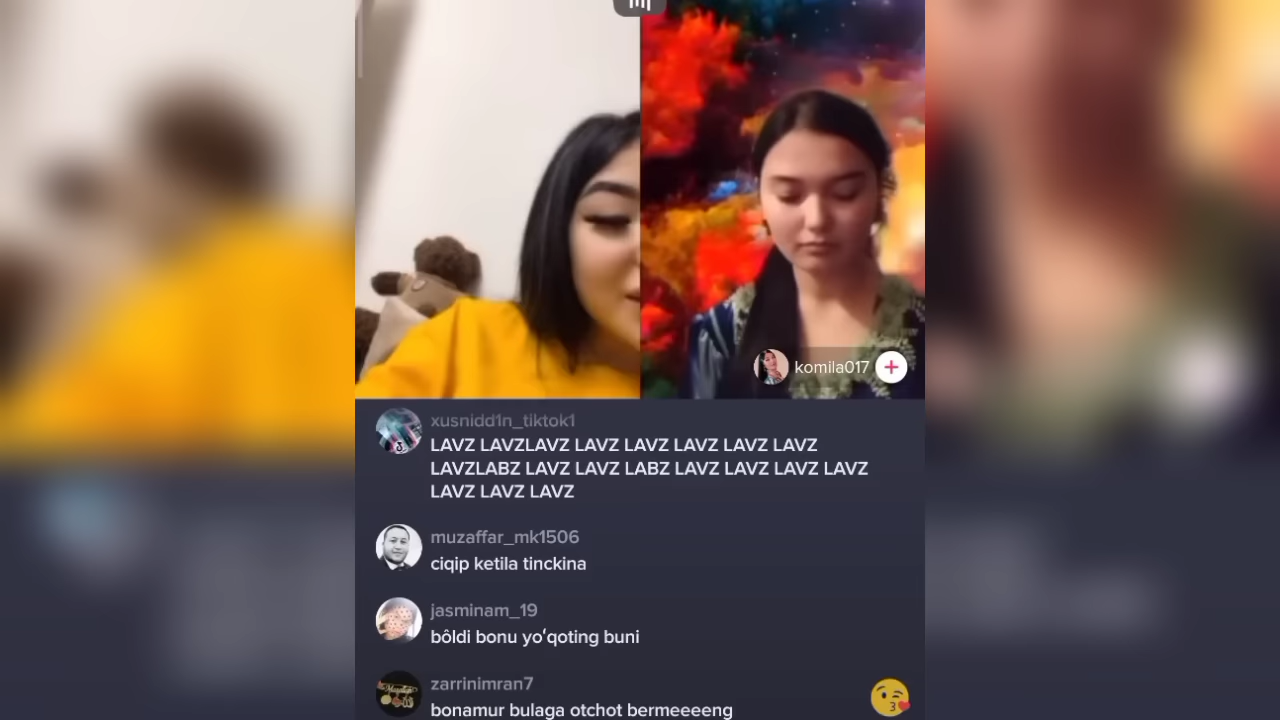 komila017
xusnidd1n_tiktok1
LAVZ LAVZLAVZ LAVZ LAVZ LAVZ LAVZ LAVZ
LAVZLABZ LAVZ LAVZ LABZ LAVZ LAVZ LAVZ LAVZ
LAVZ LAVZ LAVZ
muzaffar_mk1506
ciqip ketila tinckina
jasminam_19
bôldi bonu yoʻqoting buni
zarrinimran7
bonamur bulaga otchot bermeeeeng